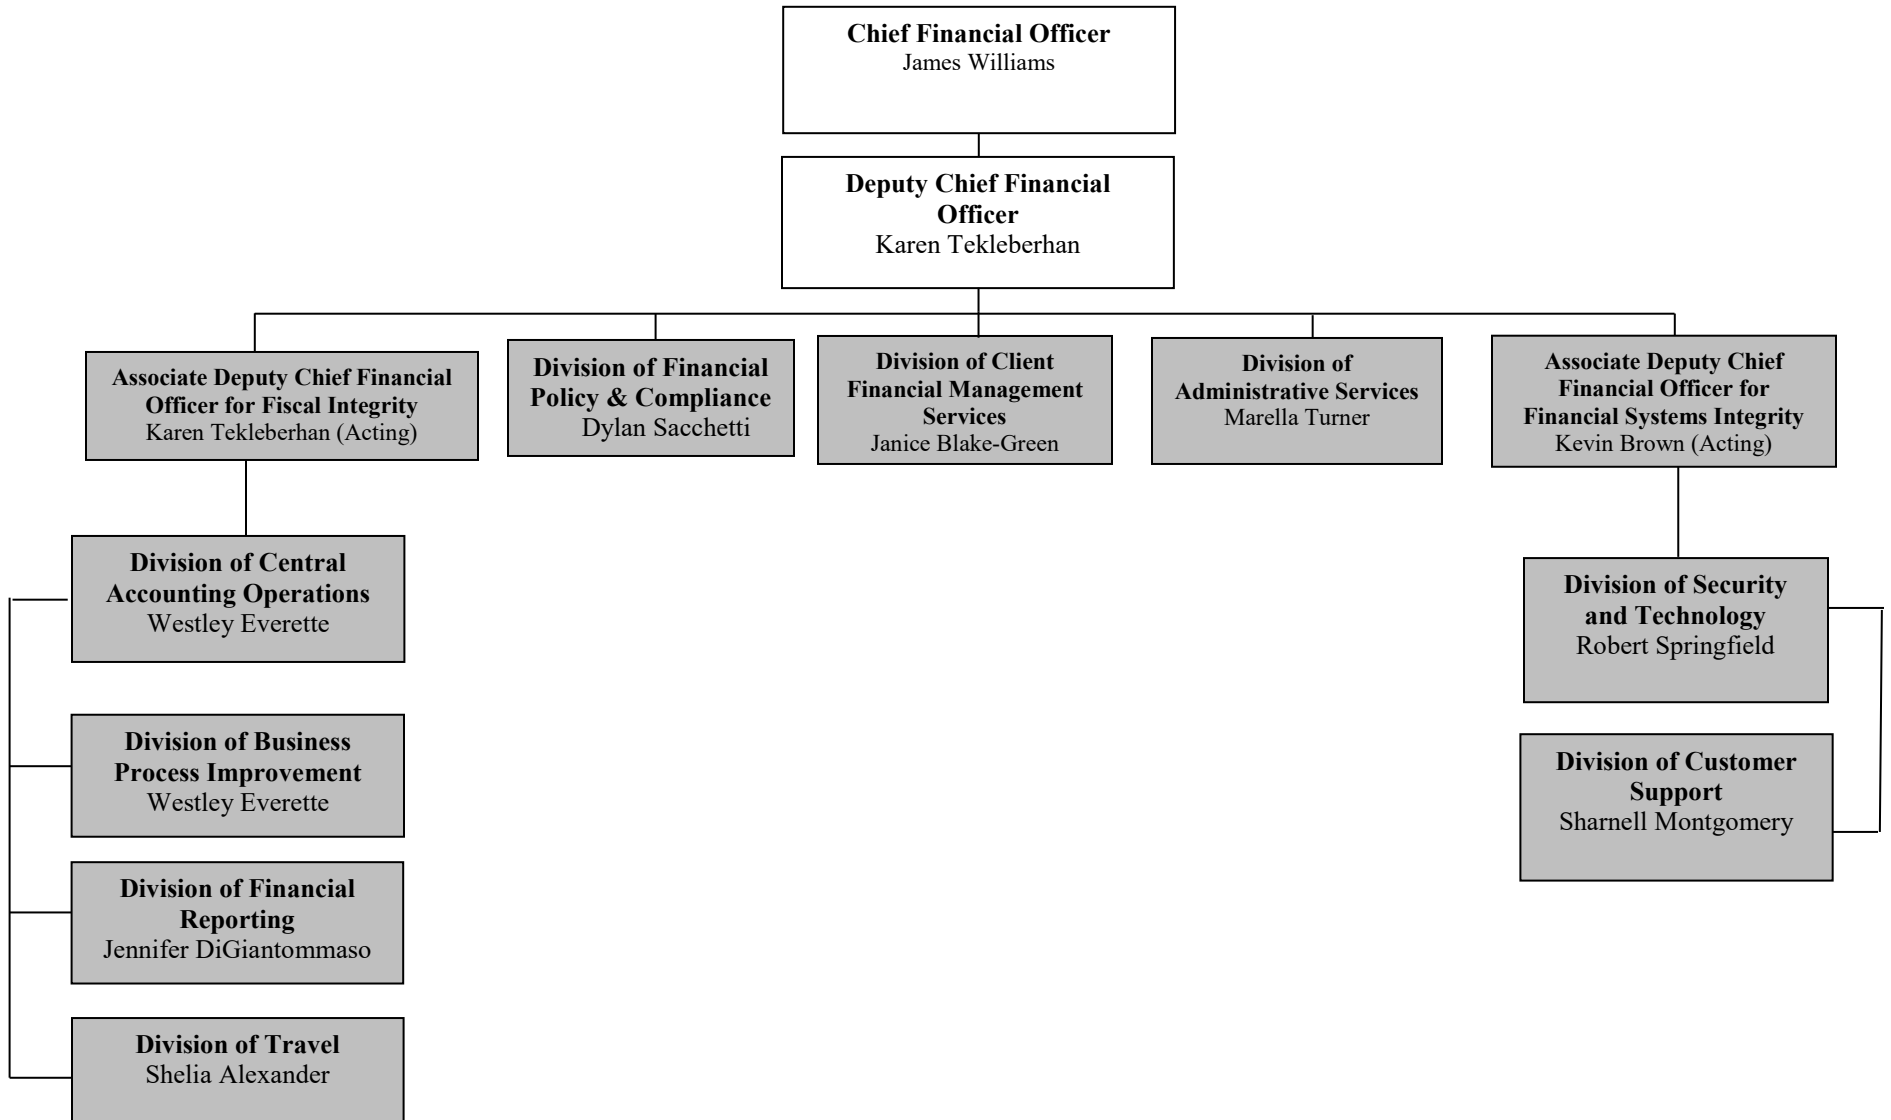 Chief Financial Officer
James Williams
Deputy Chief Financial
Officer
Karen Tekleberhan
Associate Deputy Chief Financial
Officer for Fiscal Integrity
Karen Tekleberhan (Acting)
Division of Financial
Policy & Compliance
Dylan Sacchetti
Division of Client
Financial Management
Services
Janice Blake-Green
Division of
Administrative Services
Marella Turner
Associate Deputy Chief
Financial Officer for
Financial Systems Integrity
Kevin Brown (Acting)
Division of Central
Accounting Operations
Westley Everette
Division of Business
Process Improvement
Westley Everette
Division of Financial
Reporting
Jennifer DiGiantommaso
Division of Travel
Shelia Alexander
Division of Security
and Technology
Robert Springfield
Division of Customer
Support
Sharnell Montgomery